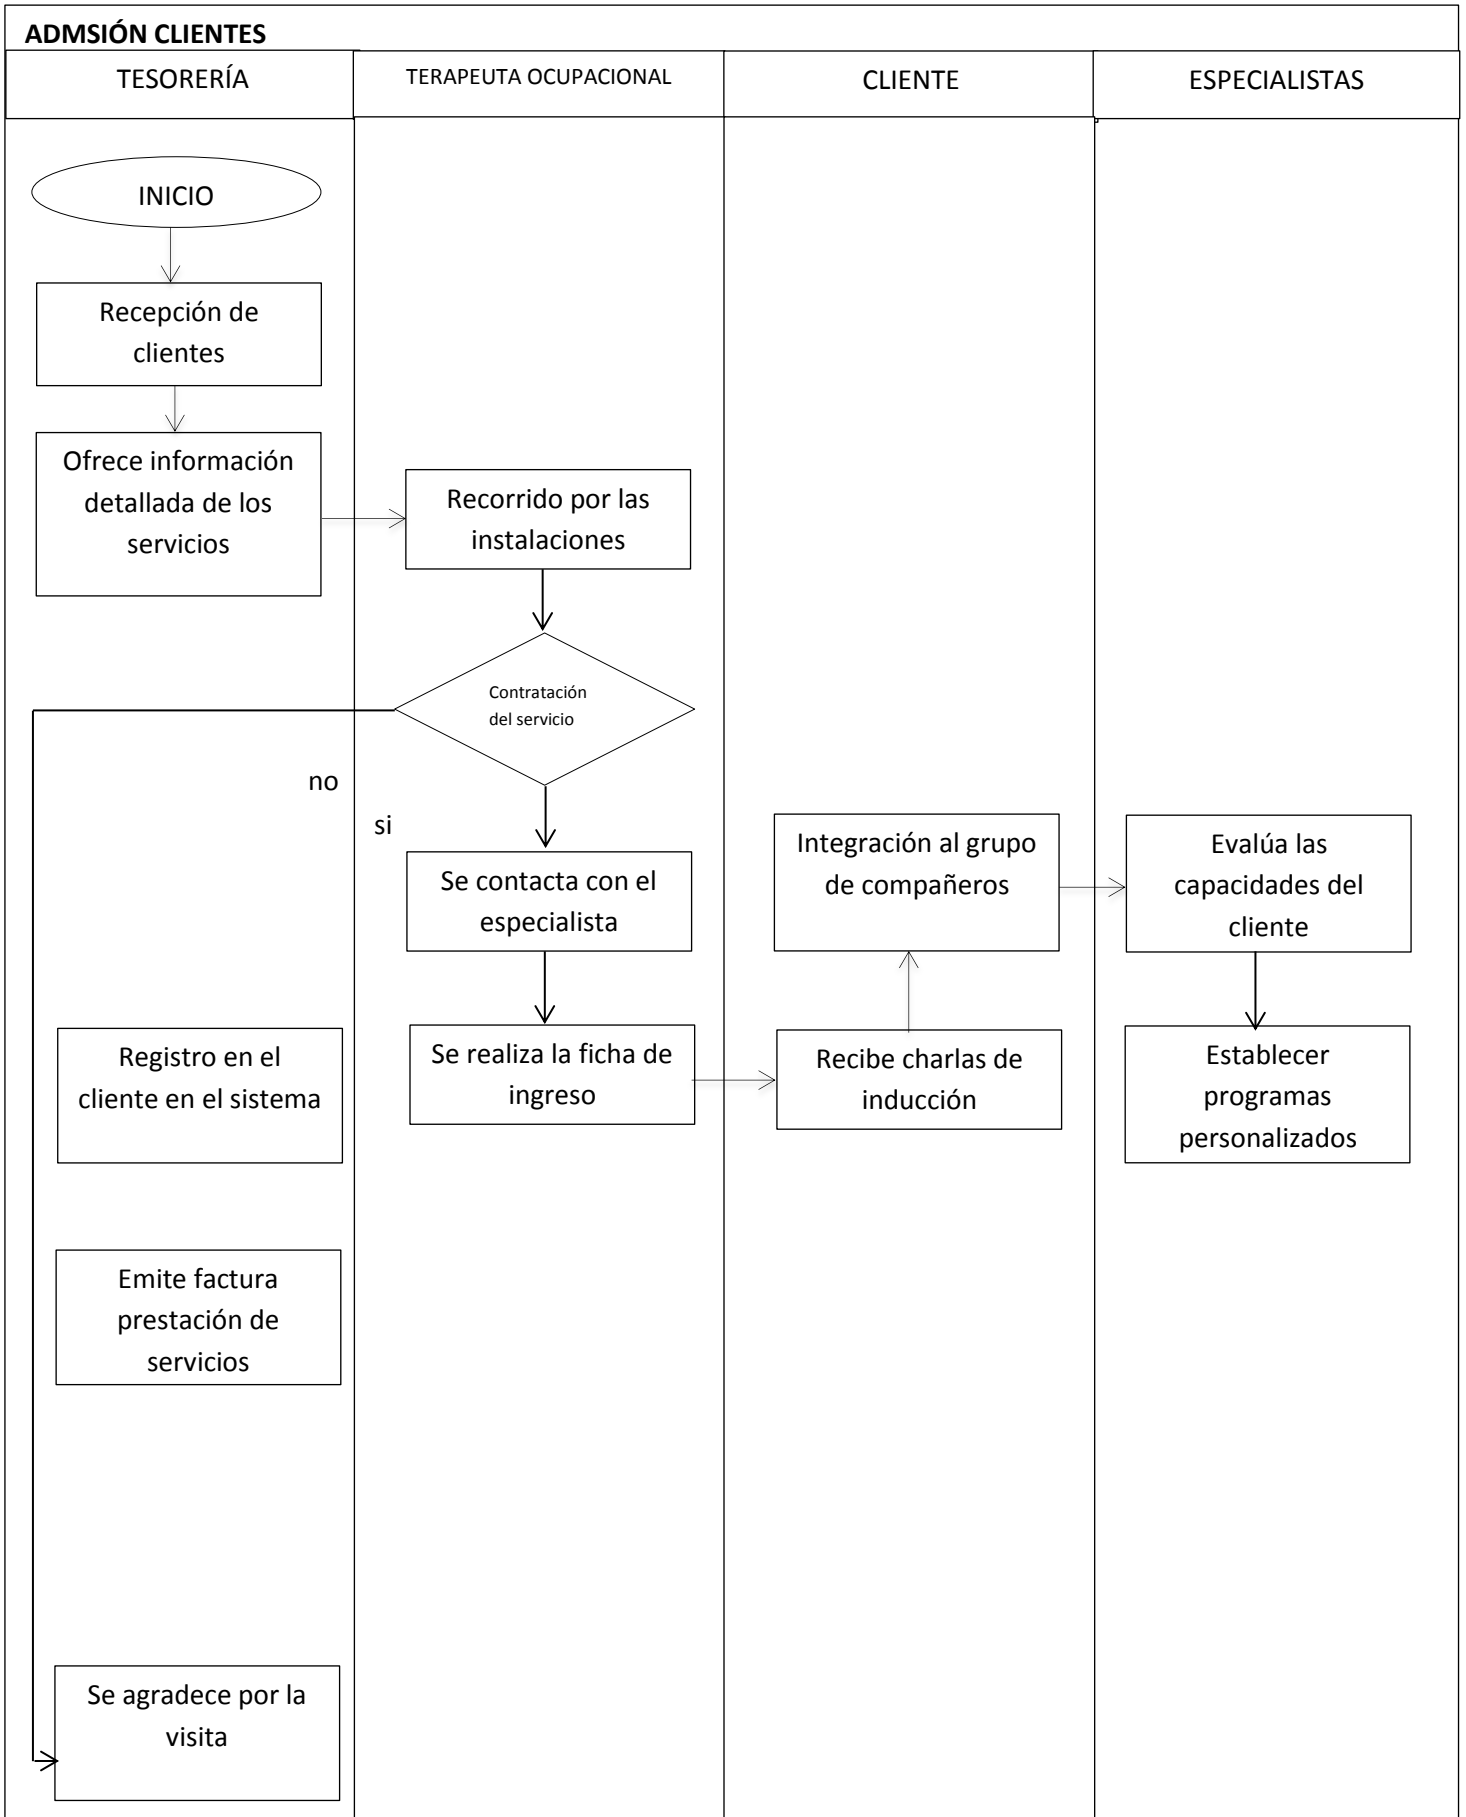 ADMSIÓN CLIENTES
TESORERÍA
TERAPEUTA OCUPACIONAL
CLIENTE
ESPECIALISTAS
INICIO
Recepción de
clientes
Ofrece información
detallada de los
servicios
Recorrido por las
instalaciones
Contratación
del servicio
no
si
Se contacta con el
especialista
Integración al grupo
de compañeros
Evalúa las
capacidades del
cliente
Registro en el
cliente en el sistema
Se realiza la ficha de
ingreso
Recibe charlas de
inducción
Establecer
programas
personalizados
Emite factura
prestación de
servicios
Se agradece por la
visita